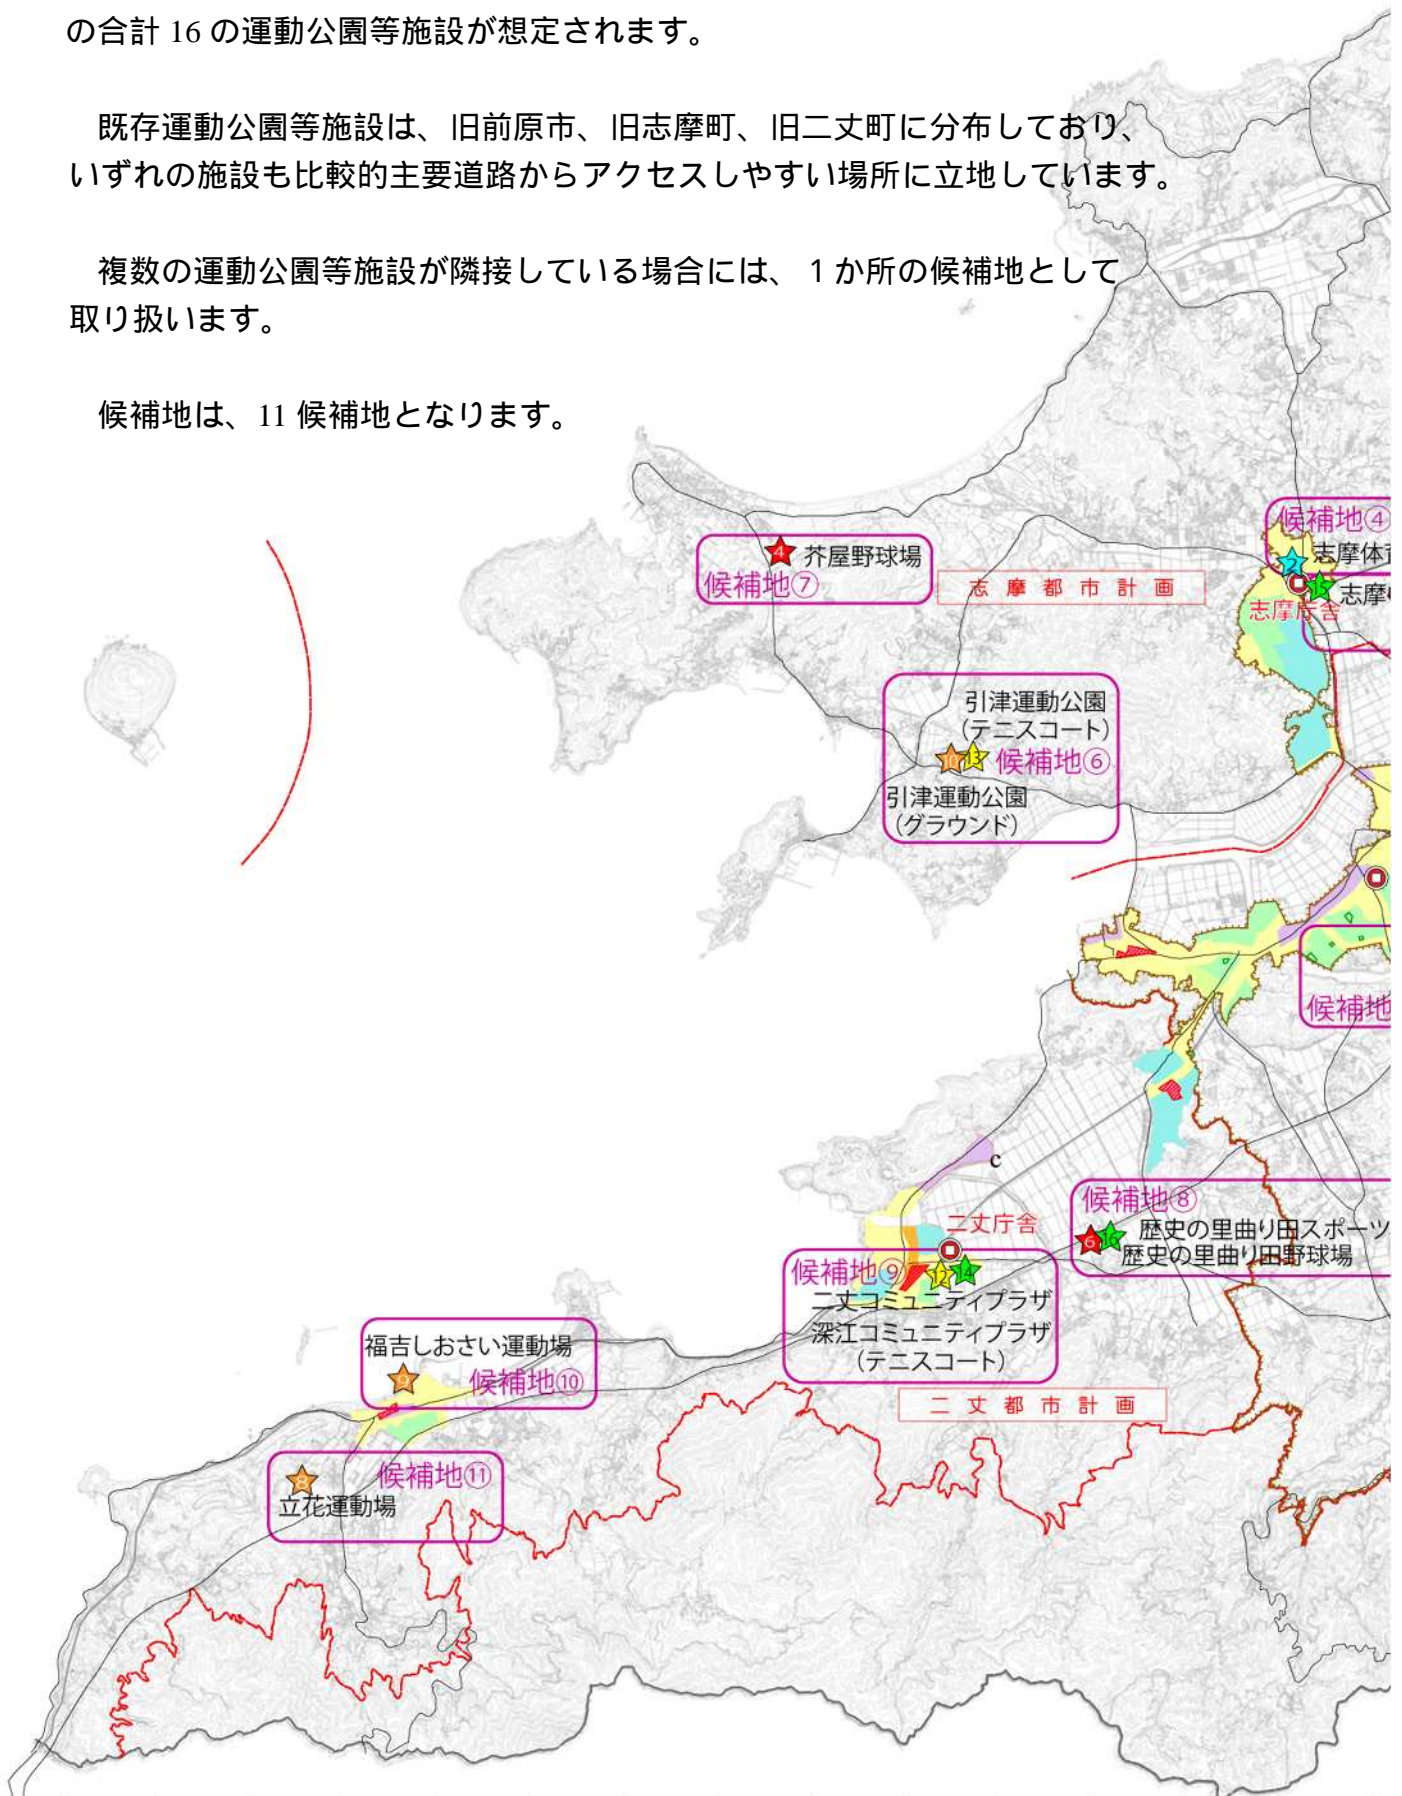 の合計 16 の運動公園等施設が想定されます。
既存運動公園等施設は、旧前原市、旧志摩町、旧二丈町に分布しており、
いずれの施設も比較的主要道路からアクセスしやすい場所に立地しています。
複数の運動公園等施設が隣接している場合には、１か所の候補地として
取り扱います。
候補地は、11 候補地となります。
候補地④
2
志摩体育
15
志摩
志摩庁舎
4
芥屋野球場
候補地⑦
志摩都市計画
引津運動公園
(テニスコート)
10
13
候補地⑥
引津運動公園
(グラウンド)
候補地
c
候補地⑧
6
16
歴史の里曲り田スポーツ
歴史の里曲り田野球場
二丈庁舎
候補地⑨
12
14
二丈コミュニティプラザ
深江コミュニティプラザ
(テニスコート)
二丈都市計画
福吉しおさい運動場
9
候補地⑩
候補地⑪
8
立花運動場